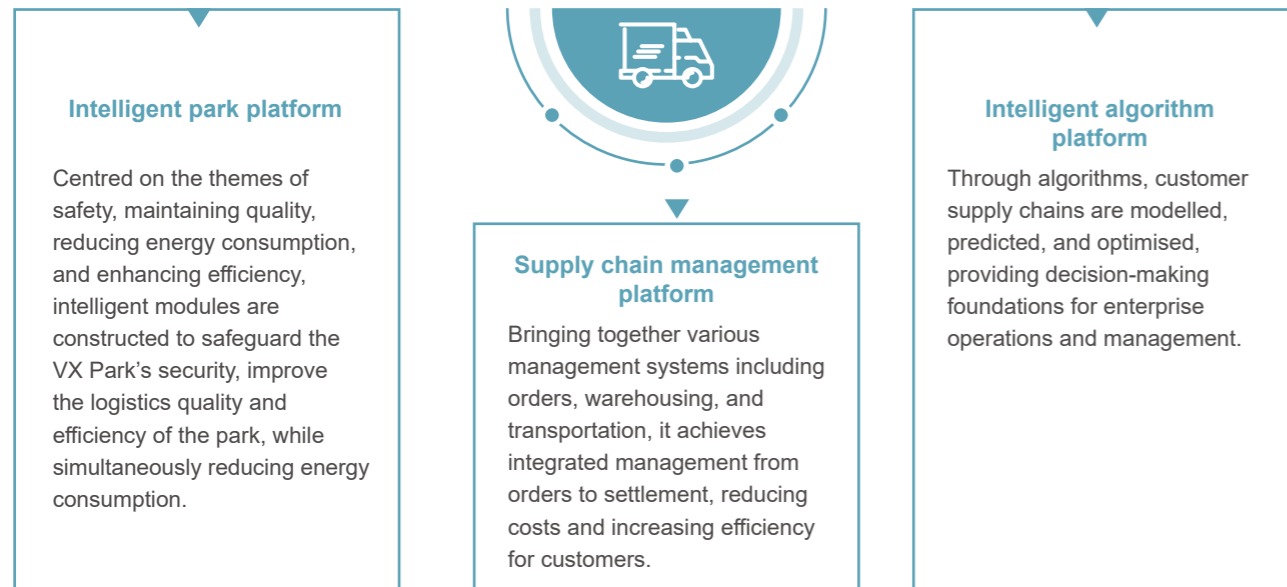 Intelligent park platform
Centred on the themes of
safety, maintaining quality,
reducing energy consumption,
and enhancing efficiency,
intelligent modules are
constructed to safeguard the
VX Park’s security, improve
the logistics quality and
efficiency of the park, while
simultaneously reducing energy
consumption.
Supply chain management
platform
Bringing together various
management systems including
orders, warehousing, and
transportation, it achieves
integrated management from
orders to settlement, reducing
costs and increasing efficiency
for customers.
Intelligent algorithm
platform
Through algorithms, customer
supply chains are modelled,
predicted, and optimised,
providing decision-making
foundations for enterprise
operations and management.